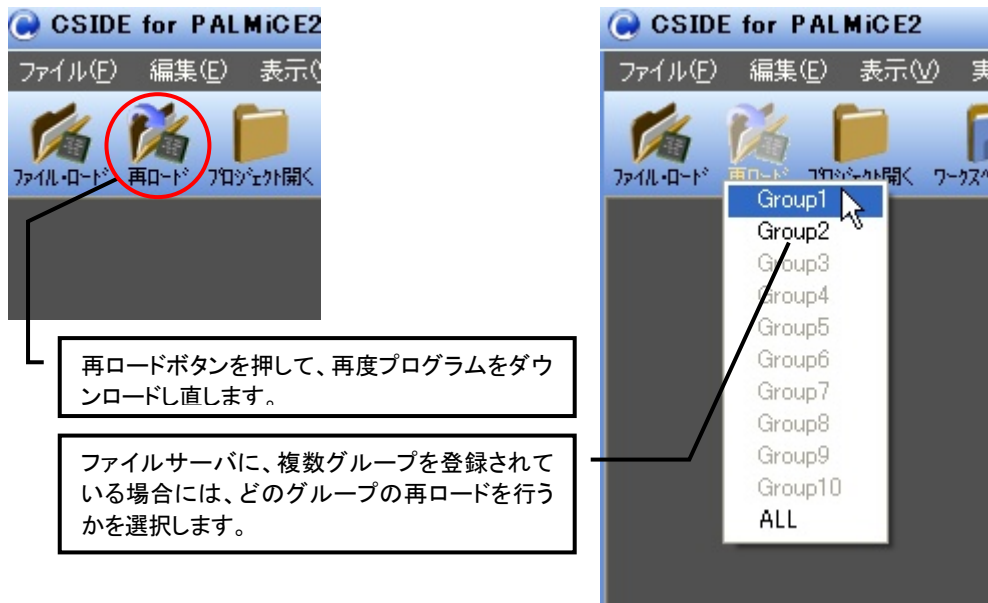 CSIDE for PALMiCE2
ファイル(F) 編集(E) 表示(V
ファイル・ロード 再ロード プロジェクト開く
再ロードボタンを押して、再度プログラムをダウ
ンロードし直します。
ファイルサーバに、複数グループを登録されて
いる場合には、どのグループの再ロードを行う
かを選択します。
CSIDE for PALMiCE2
ファイル(F) 編集(E) 表示(V) 実
ファイル・ロード 再ロード プロジェクト開く ワークスペ
Group1
Group2
Group3
Group4
Group5
Group6
Group7
Group8
Group9
Group10
ALL